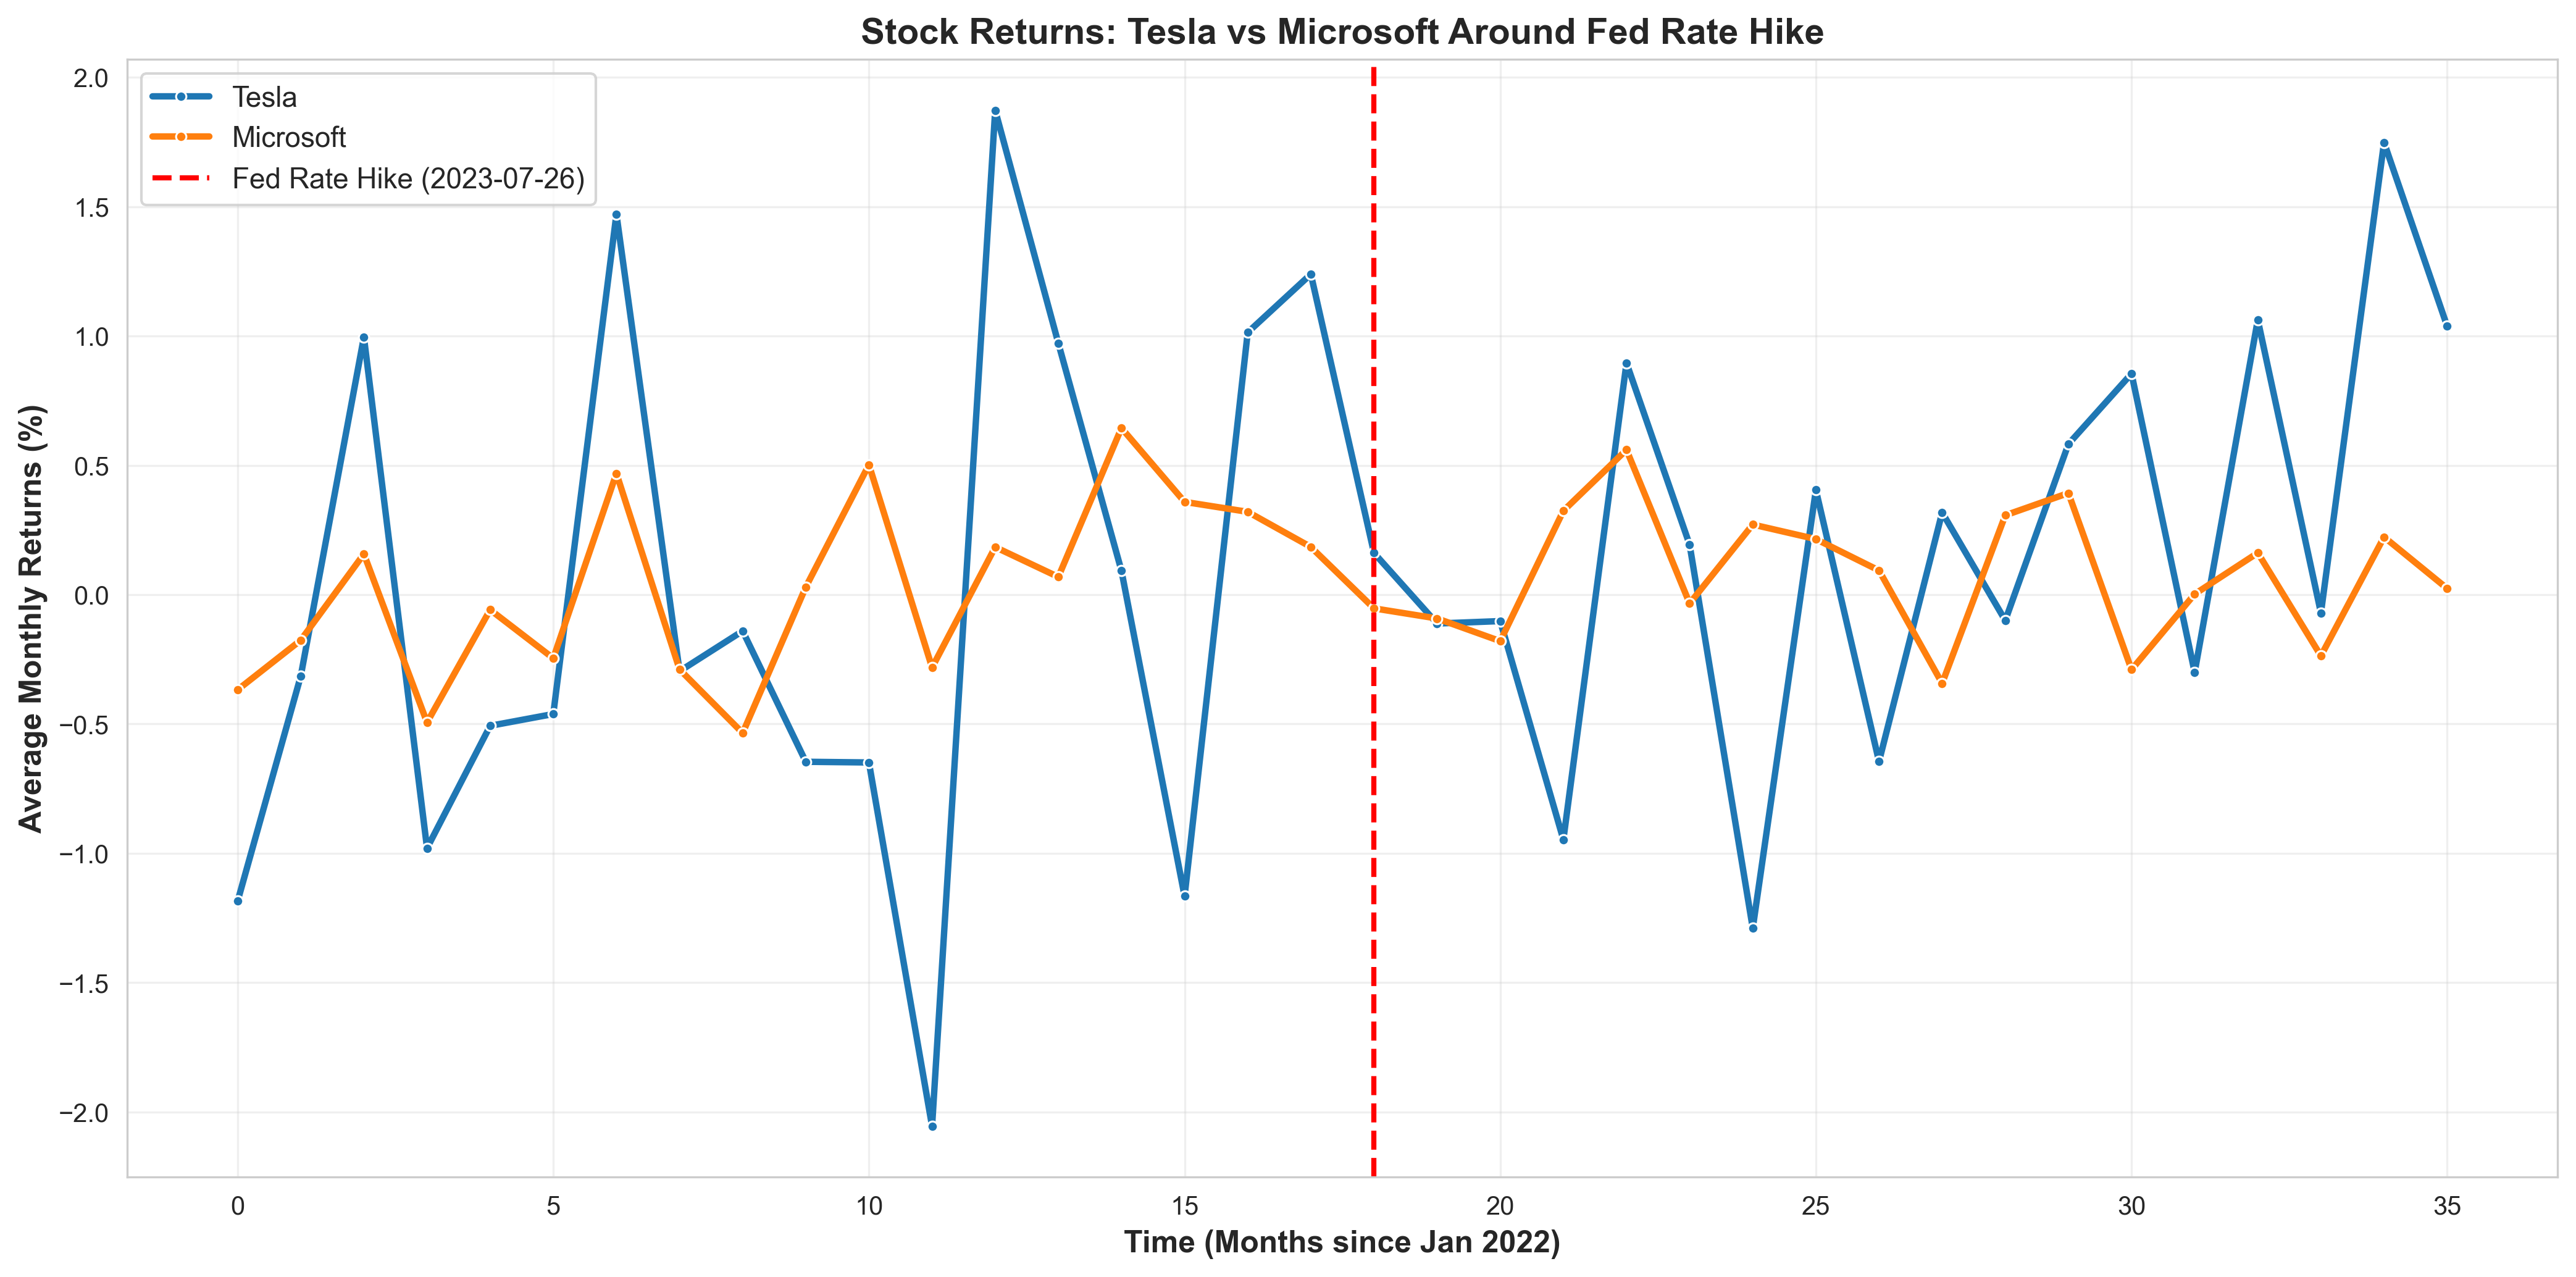 Stock Returns: Tesla vs Microsoft Around Fed Rate Hike
Tesla
Microsoft
Fed Rate Hike (2023-07-26)
Average Monthly Returns (%)
2.0
1.5
1.0
0.5
0.0
−0.5
−1.0
−1.5
−2.0
0 5 10 15 20 25 30 35
Time (Months since Jan 2022)